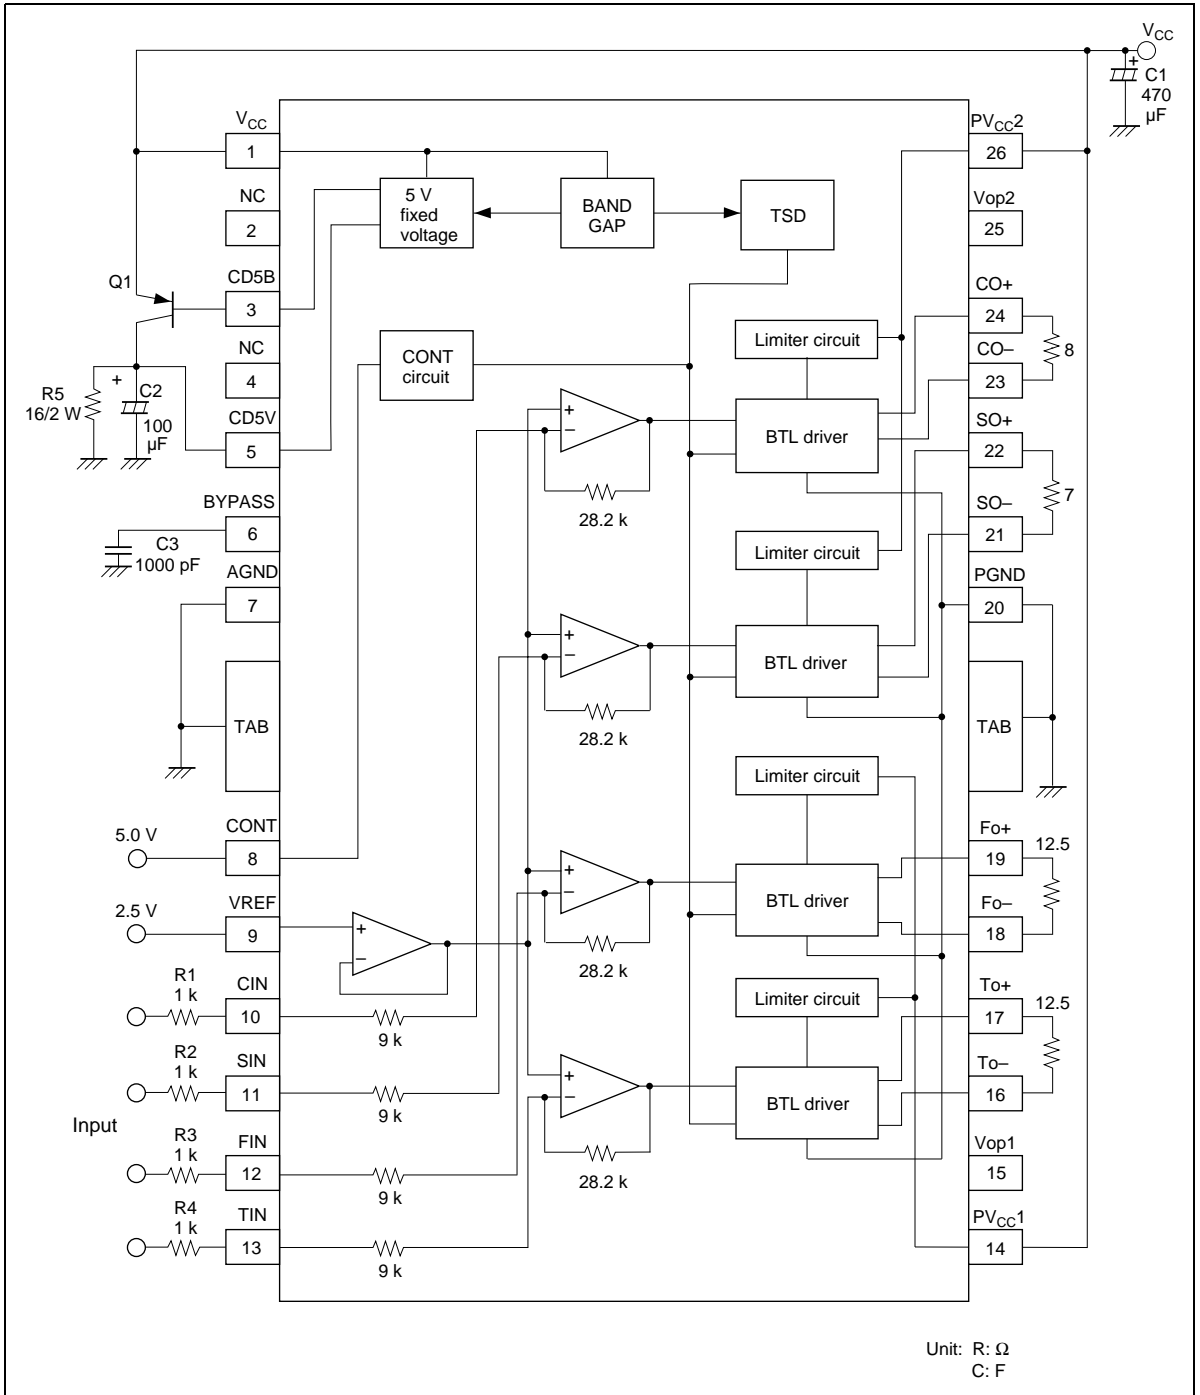 VCC
C1
470
µF
VCC
1
NC
2
Q1
CD5B
3
NC
4
R5
16/2 W
+
C2
100
µF
CD5V
5
BYPASS
6
C3
1000 pF
AGND
7
TAB
5.0 V
CONT
8
2.5 V
VREF
9
R1
1 k
CIN
10
R2
1 k
SIN
11
Input
R3
1 k
FIN
12
R4
1 k
TIN
13
5 V
fixed
voltage
BAND
GAP
TSD
CONT
circuit
+
−
28.2 k
+
−
28.2 k
+
−
28.2 k
+
−
28.2 k
+
−
9 k
9 k
9 k
9 k
Limiter circuit
BTL driver
Limiter circuit
BTL driver
Limiter circuit
BTL driver
Limiter circuit
BTL driver
+
PVCC2
26
Vop2
25
CO+
24
8
CO−
23
SO+
22
7
SO−
21
PGND
20
TAB
Fo+
19
12.5
Fo−
18
To+
17
12.5
To−
16
Vop1
15
PVCC1
14
Unit: R: Ω
C: F